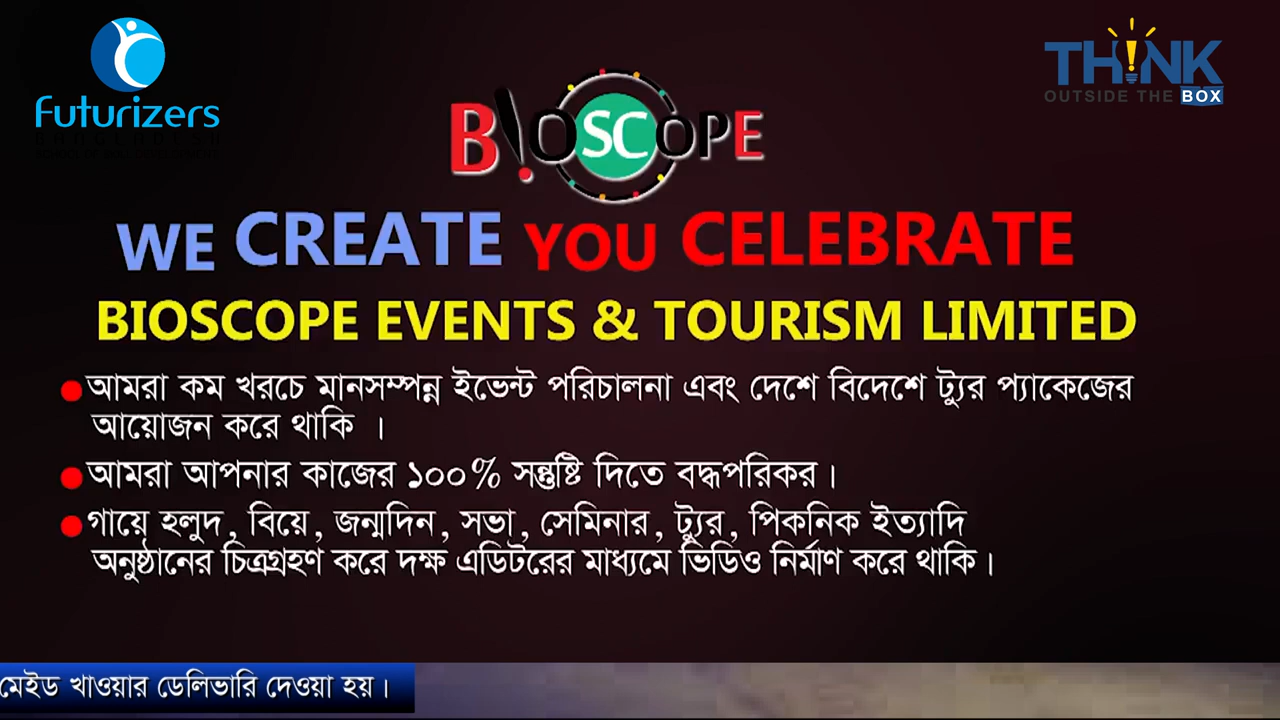 Futurizers
THINK
OUTSIDE THE BOX
BIOSCOPE
WE CREATE YOU CELEBRATE
BIOSCOPE EVENTS & TOURISM LIMITED
আমরা কম খরচে মানসম্পন্ন ইভেন্ট পরিচালনা এবং দেশে বিদেশে ট্যুর প্যাকেজের
আয়োজন করে থাকি ।
আমরা আপনার কাজের ১০০% সন্তুষ্টি দিতে বদ্ধপরিকর।
গায়ে হলুদ, বিয়ে, জন্মদিন, সভা, সেমিনার, ট্যুর, পিকনিক ইত্যাদি
অনুষ্ঠানের চিত্রগ্রহণ করে দক্ষ এডিটরের মাধ্যমে ভিডিও নির্মাণ করে থাকি।
মেইড খাওয়ার ডেলিভারি দেওয়া হয়।